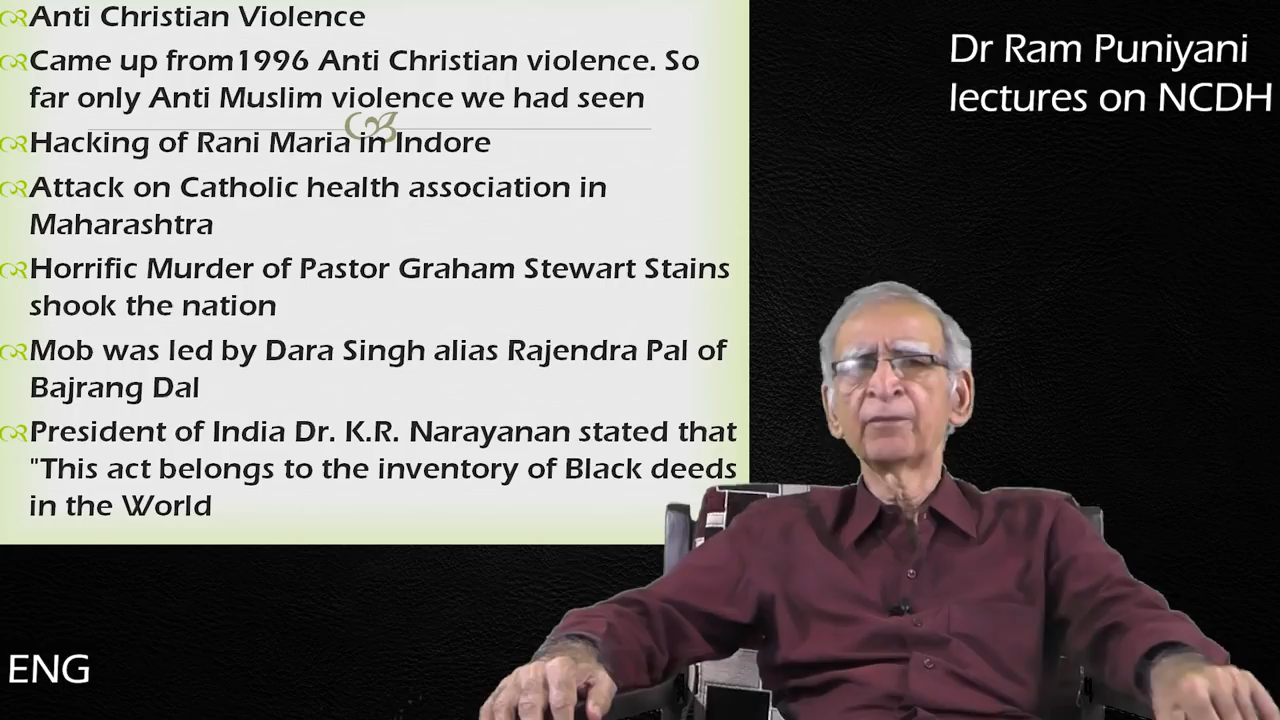 Anti Christian Violence
Came up from1996 Anti Christian violence. So
far only Anti Muslim violence we had seen
Hacking of Rani Maria in Indore
Attack on Catholic health association in
Maharashtra
Horrific Murder of Pastor Graham Stewart Stains
shook the nation
Mob was led by Dara Singh alias Rajendra Pal of
Bajrang Dal
President of India Dr. K.R. Narayanan stated that
"This act belongs to the inventory of Black deeds
in the World
Dr Ram Puniyani
lectures on NCDH
ENG